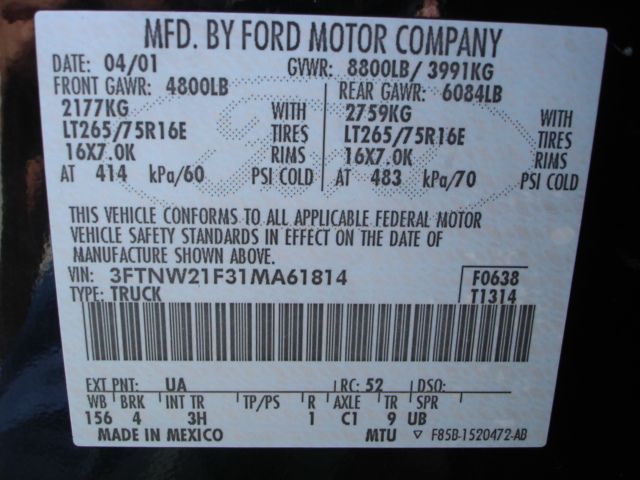 MFD. BY FORD MOTOR COMPANY
DATE: 04/01 GVWR: 8800LB/ 3991KG
FRONT GAWR: 4800LB REAR GAWR: 6084LB
2177KG WITH 2759KG WITH
LT265/75R16E TIRES LT265/75R16E TIRES
16X7.0K RIMS 16X7.0K RIMS
AT 414 kPa/60 PSI COLD AT 483 kPa/70 PSI COLD
THIS VEHICLE CONFORMS TO ALL APPLICABLE FEDERAL MOTOR
VEHICLE SAFETY STANDARDS IN EFFECT ON THE DATE OF
MANUFACTURE SHOWN ABOVE.
VIN: 3FTNW21F31MA61814 F0638
TYPE: TRUCK T1314
EXT PNT: UA RC: 52 DSO:
WB BRK INT TR TP/PS R AXLE TR SPR
156 4 3H 1 C1 9 UB
MADE IN MEXICO MTU F85B-1520472-AB